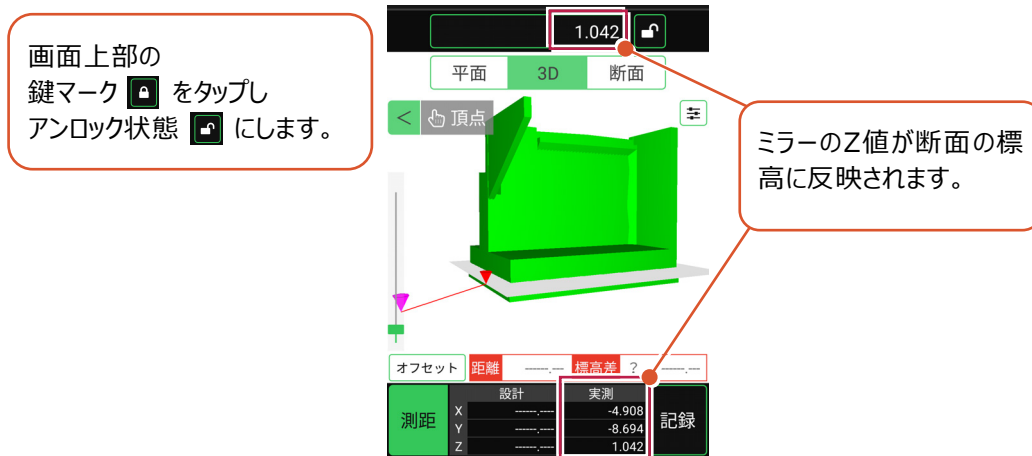 画面上部の
鍵マーク をタップし
アンロック状態 にします。
1.042
平面 3D 断面
< 頂点
ミラーのZ値が断面の標
高に反映されます。
オフセット 距離 ------.--- 標高差 ? ------.---
設計 実測
測距 記録
X ------.---- -4.908
Y ------.---- -8.694
Z ------.---- 1.042